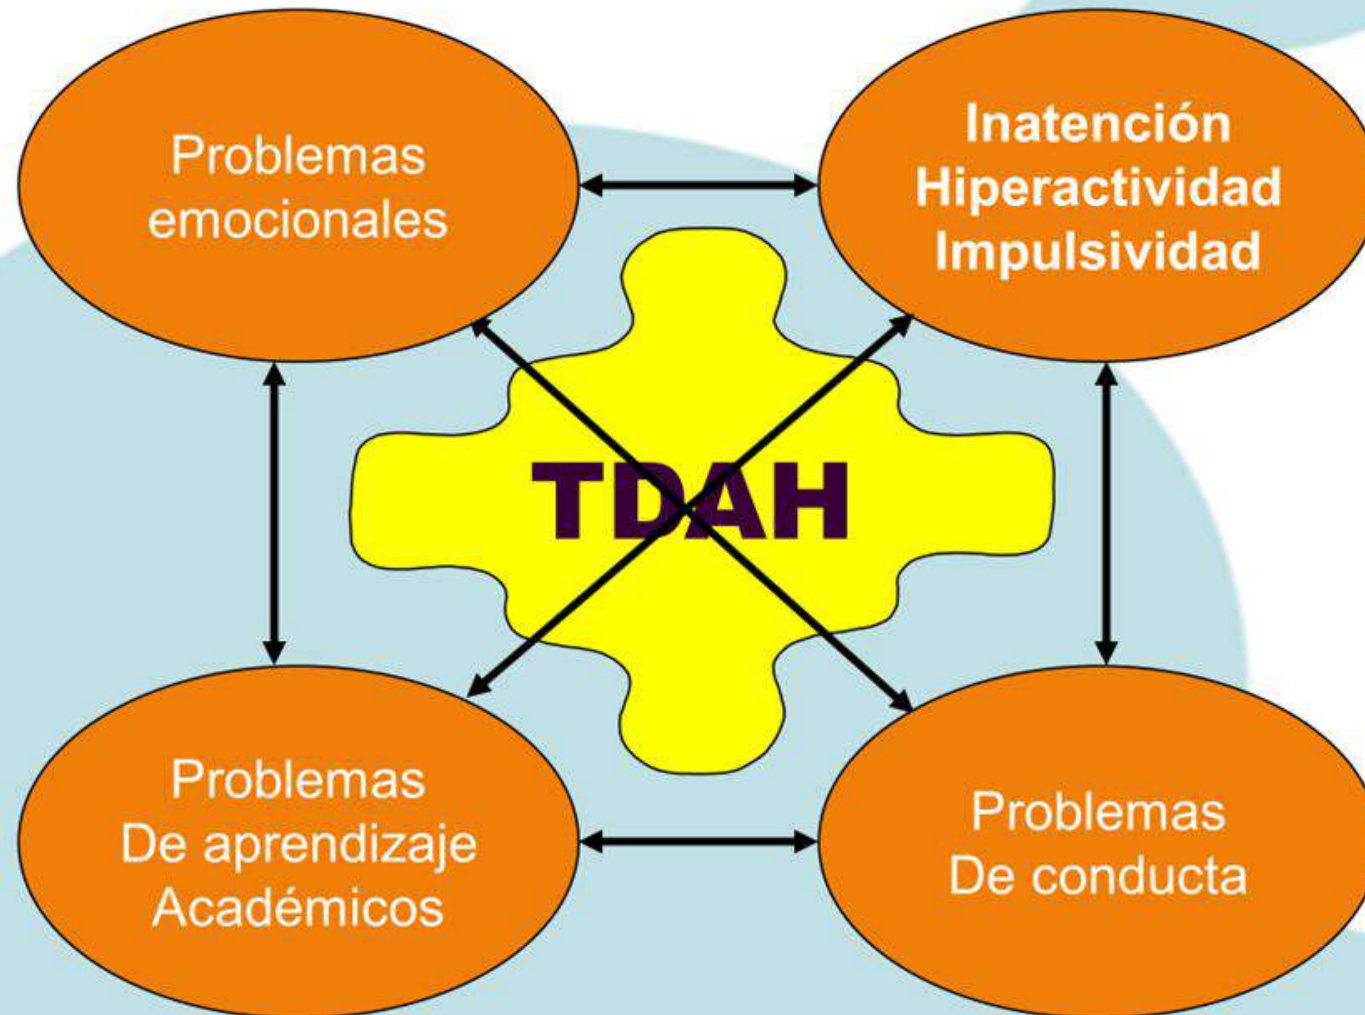 Problemas
emocionales
Inatención
Hiperactividad
Impulsividad
TDAH
Problemas
De aprendizaje
Académicos
Problemas
De conducta